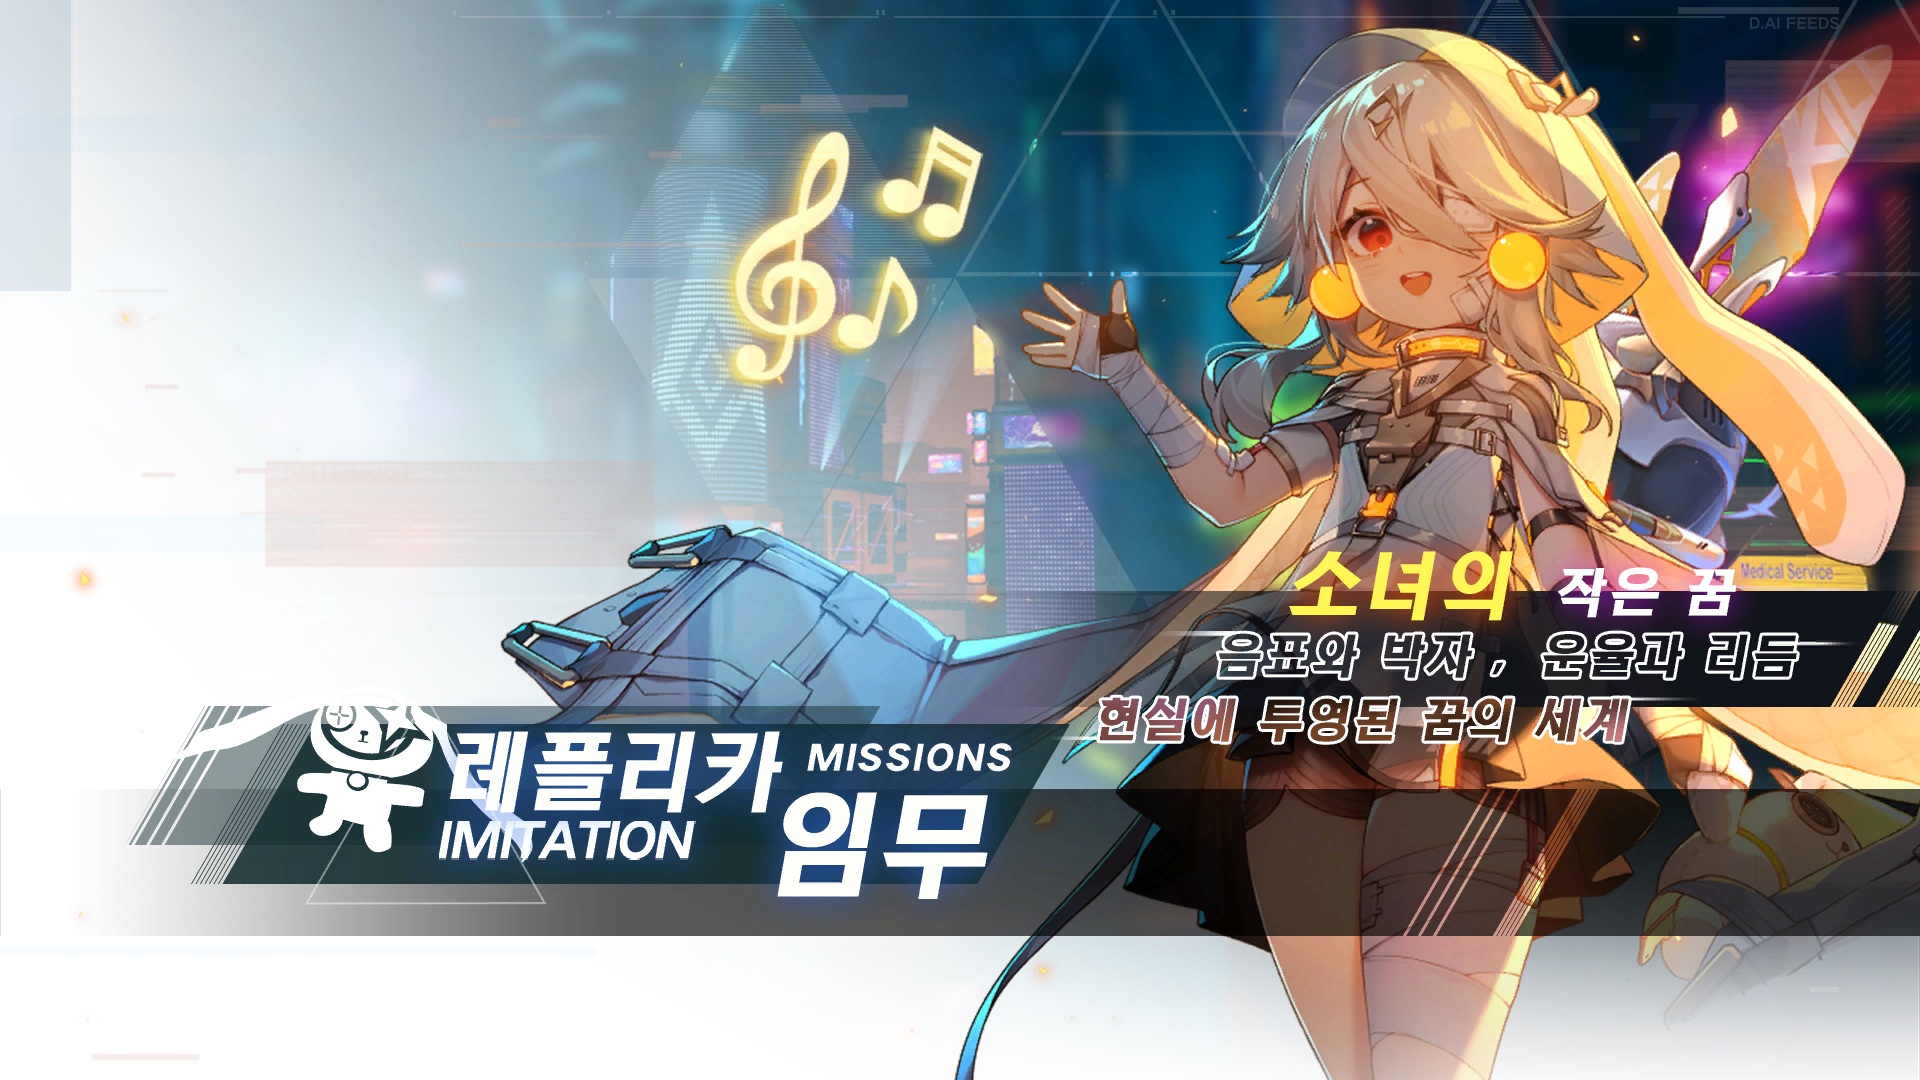 D.AI FEEDS
KILL
Medical Service
소녀의 작은 꿈
음표와 박자, 운율과 리듬
현실에 투영된 꿈의 세계
레플리카 MISSIONS
IMITATION 임무